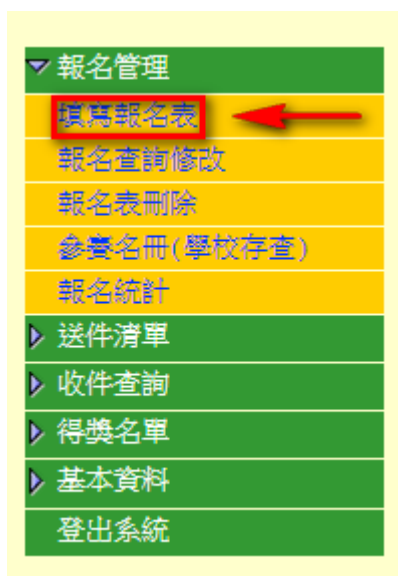 報名管理
填寫報名表
報名查詢修改
報名表刪除
參賽名冊(學校存查)
報名統計
送件清單
收件查詢
得獎名單
基本資料
登出系統